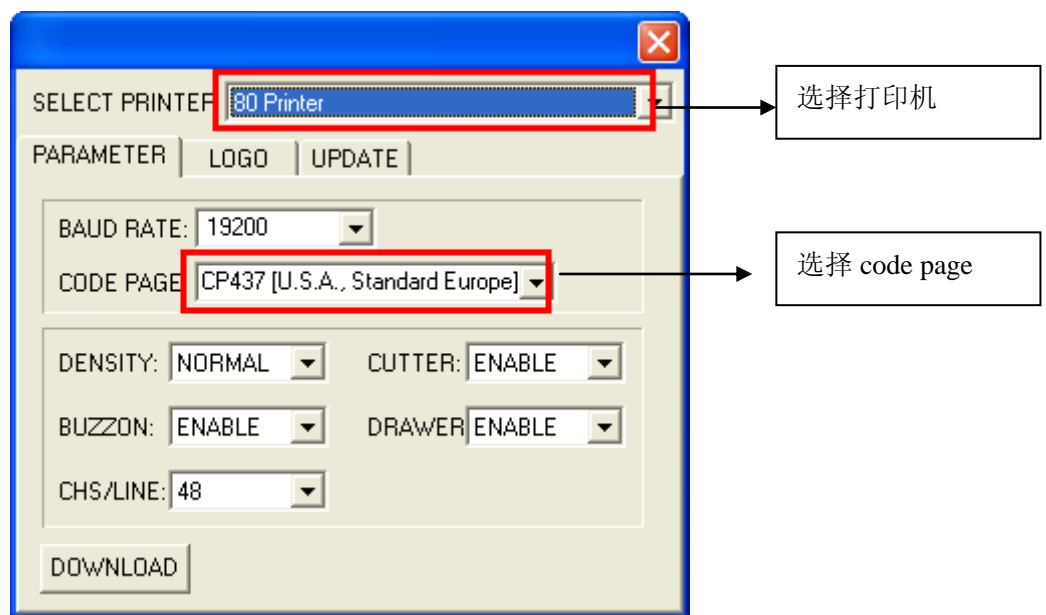 SELECT PRINTER 80 Printer
选择打印机
PARAMETER LOGO UPDATE
BAUD RATE: 19200
CODE PAGE CP437 [U.S.A., Standard Europe]
选择 code page
DENSITY: NORMAL CUTTER: ENABLE
BUZZON: ENABLE DRAWER ENABLE
CHS/LINE: 48
DOWNLOAD